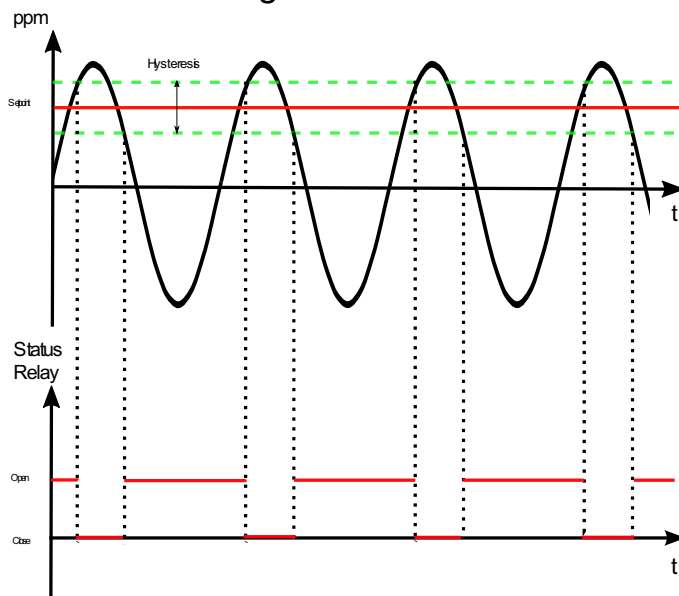 ppm
Hysteresis
Setpoint
t
Status
Relay
Open
Close
t